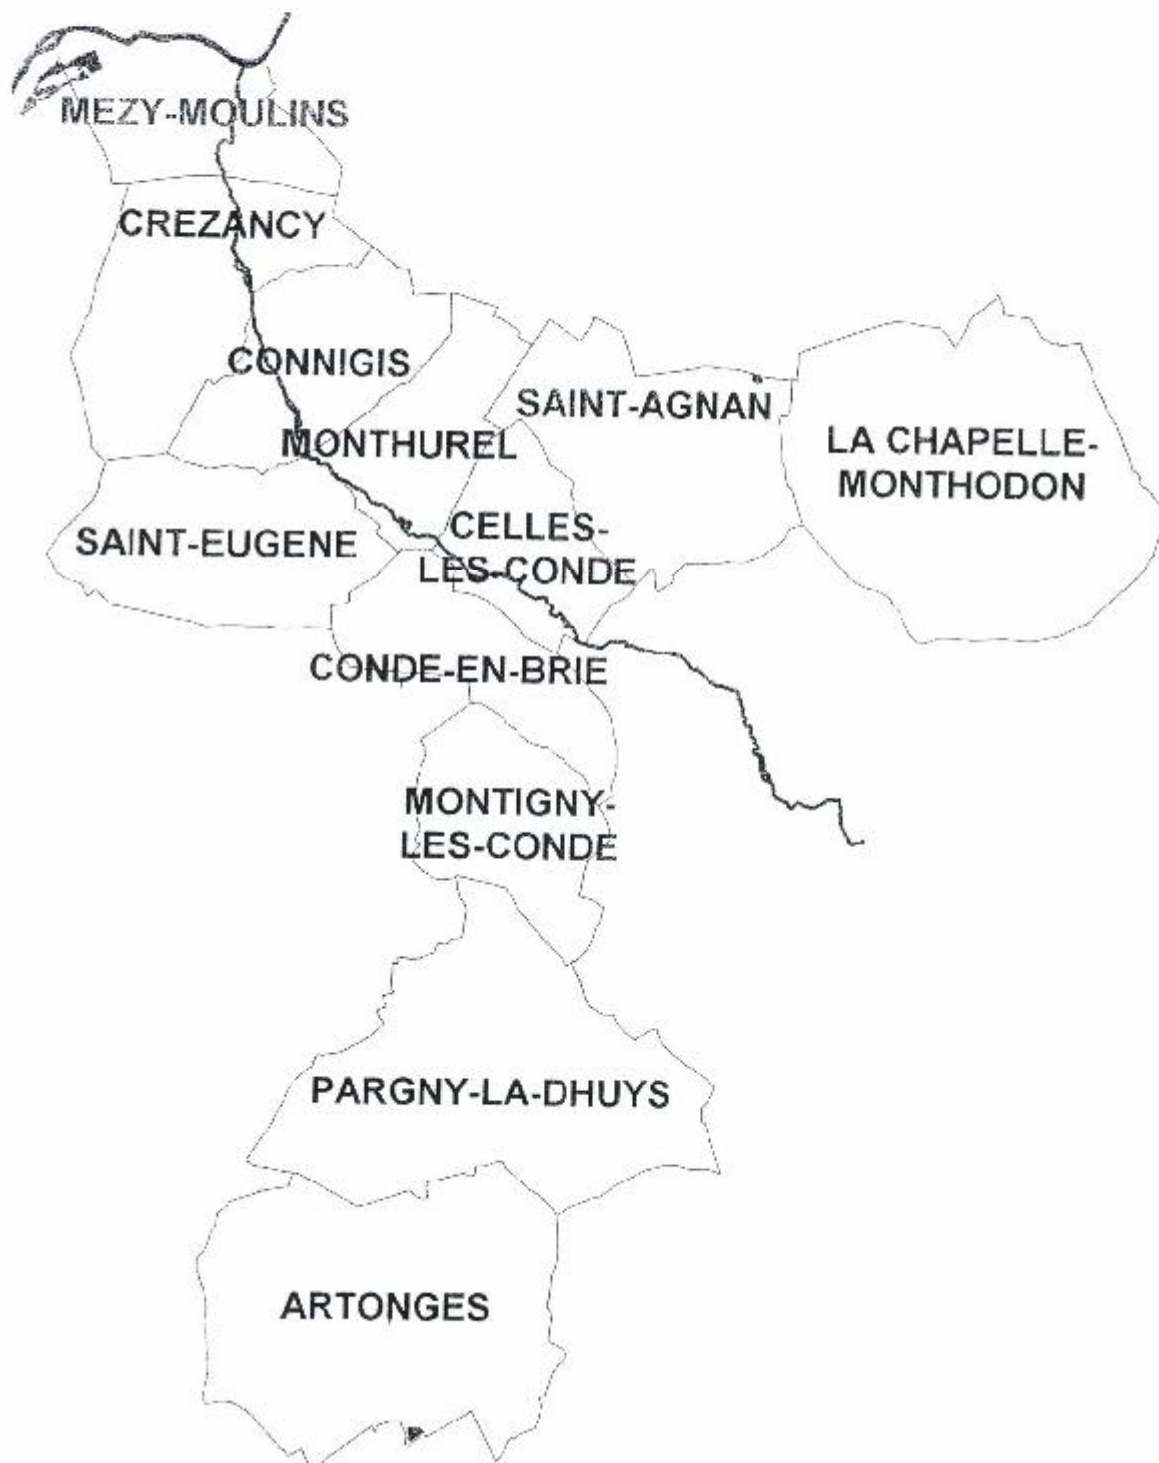 MEZY-MOULINS
CREZANCY
CONNIGIS
SAINT-AGNAN
MONTHUREL
LA CHAPELLE-
MONTHODON
SAINT-EUGENE
CELLES-
LES-CONDE
CONDE-EN-BRIE
MONTIGNY-
LES-CONDE
PARGNY-LA-DHUYS
ARTONGES